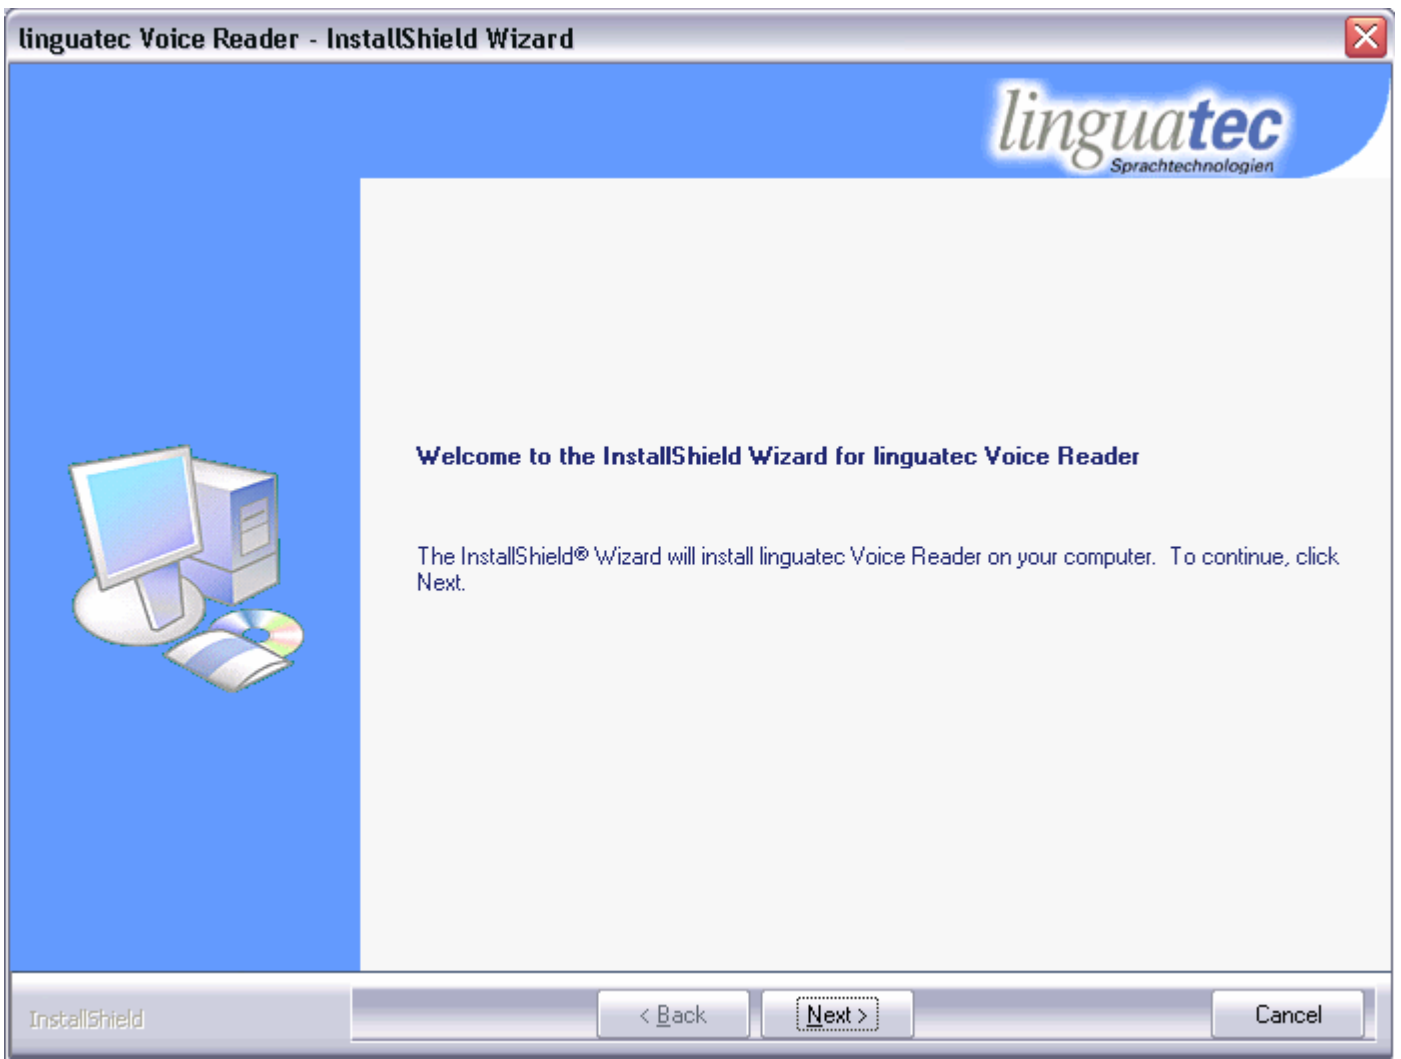 linguatec Voice Reader - InstallShield Wizard
linguatec
Sprachtechnologien
Welcome to the InstallShield Wizard for linguatec Voice Reader
The InstallShield® Wizard will install linguatec Voice Reader on your computer.  To continue, click
Next.
InstallShield
< Back
Next >
Cancel